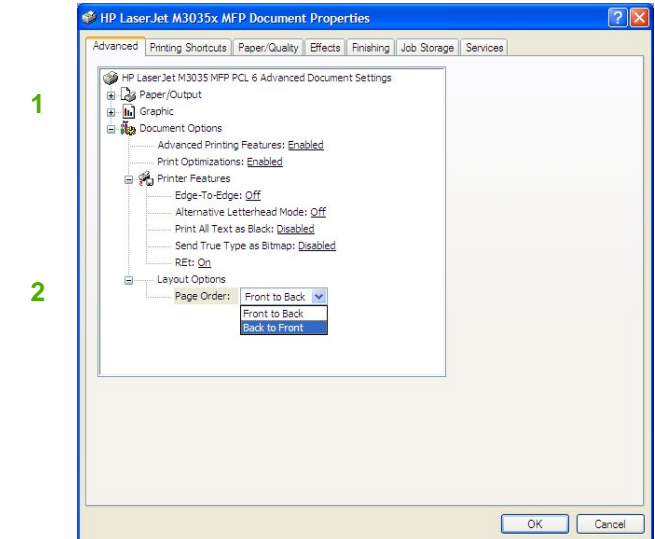 HP LaserJet M3035x MFP Document Properties
Advanced Printing Shortcuts Paper/Quality Effects Finishing Job Storage Services
HP LaserJet M3035 MFP PCL 6 Advanced Document Settings
Paper/Output
1
Graphic
Document Options
Advanced Printing Features: Enabled
Print Optimizations: Enabled
Printer Features
Edge-To-Edge: Off
Alternative Letterhead Mode: Off
Print All Text as Black: Disabled
Send True Type as Bitmap: Disabled
REt: On
Layout Options
2
Page Order: Front to Back
Front to Back
Back to Front
OK Cancel